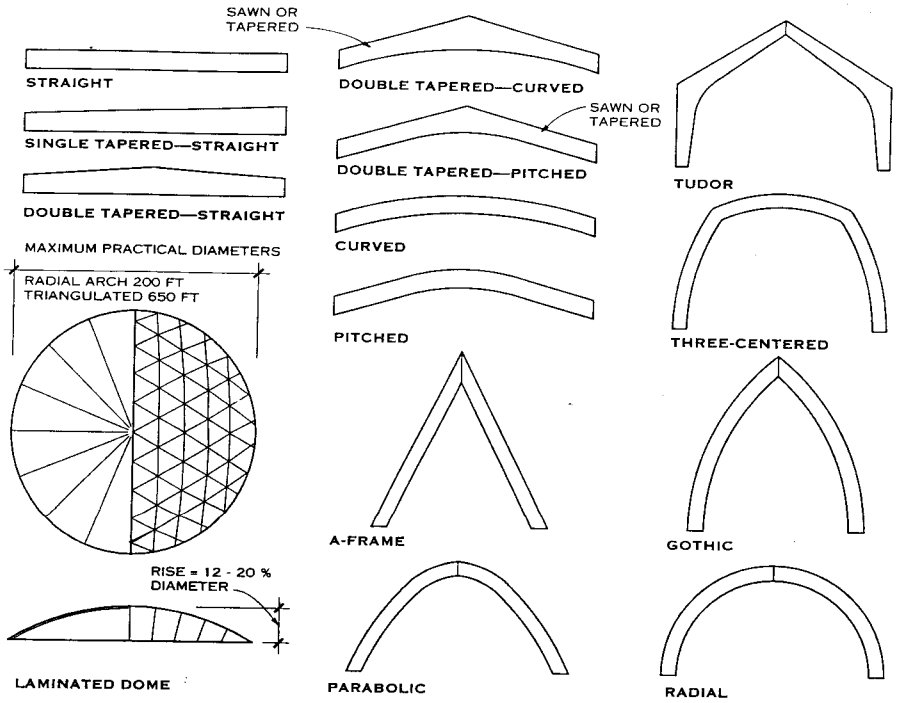 STRAIGHT
SINGLE TAPERED—STRAIGHT
DOUBLE TAPERED—STRAIGHT
MAXIMUM PRACTICAL DIAMETERS
RADIAL ARCH 200 FT
TRIANGULATED 650 FT
RISE = 12 - 20 %
DIAMETER
LAMINATED DOME
SAWN OR
TAPERED
DOUBLE TAPERED—CURVED
SAWN OR
TAPERED
DOUBLE TAPERED—PITCHED
CURVED
PITCHED
A-FRAME
PARABOLIC
TUDOR
THREE-CENTERED
GOTHIC
RADIAL